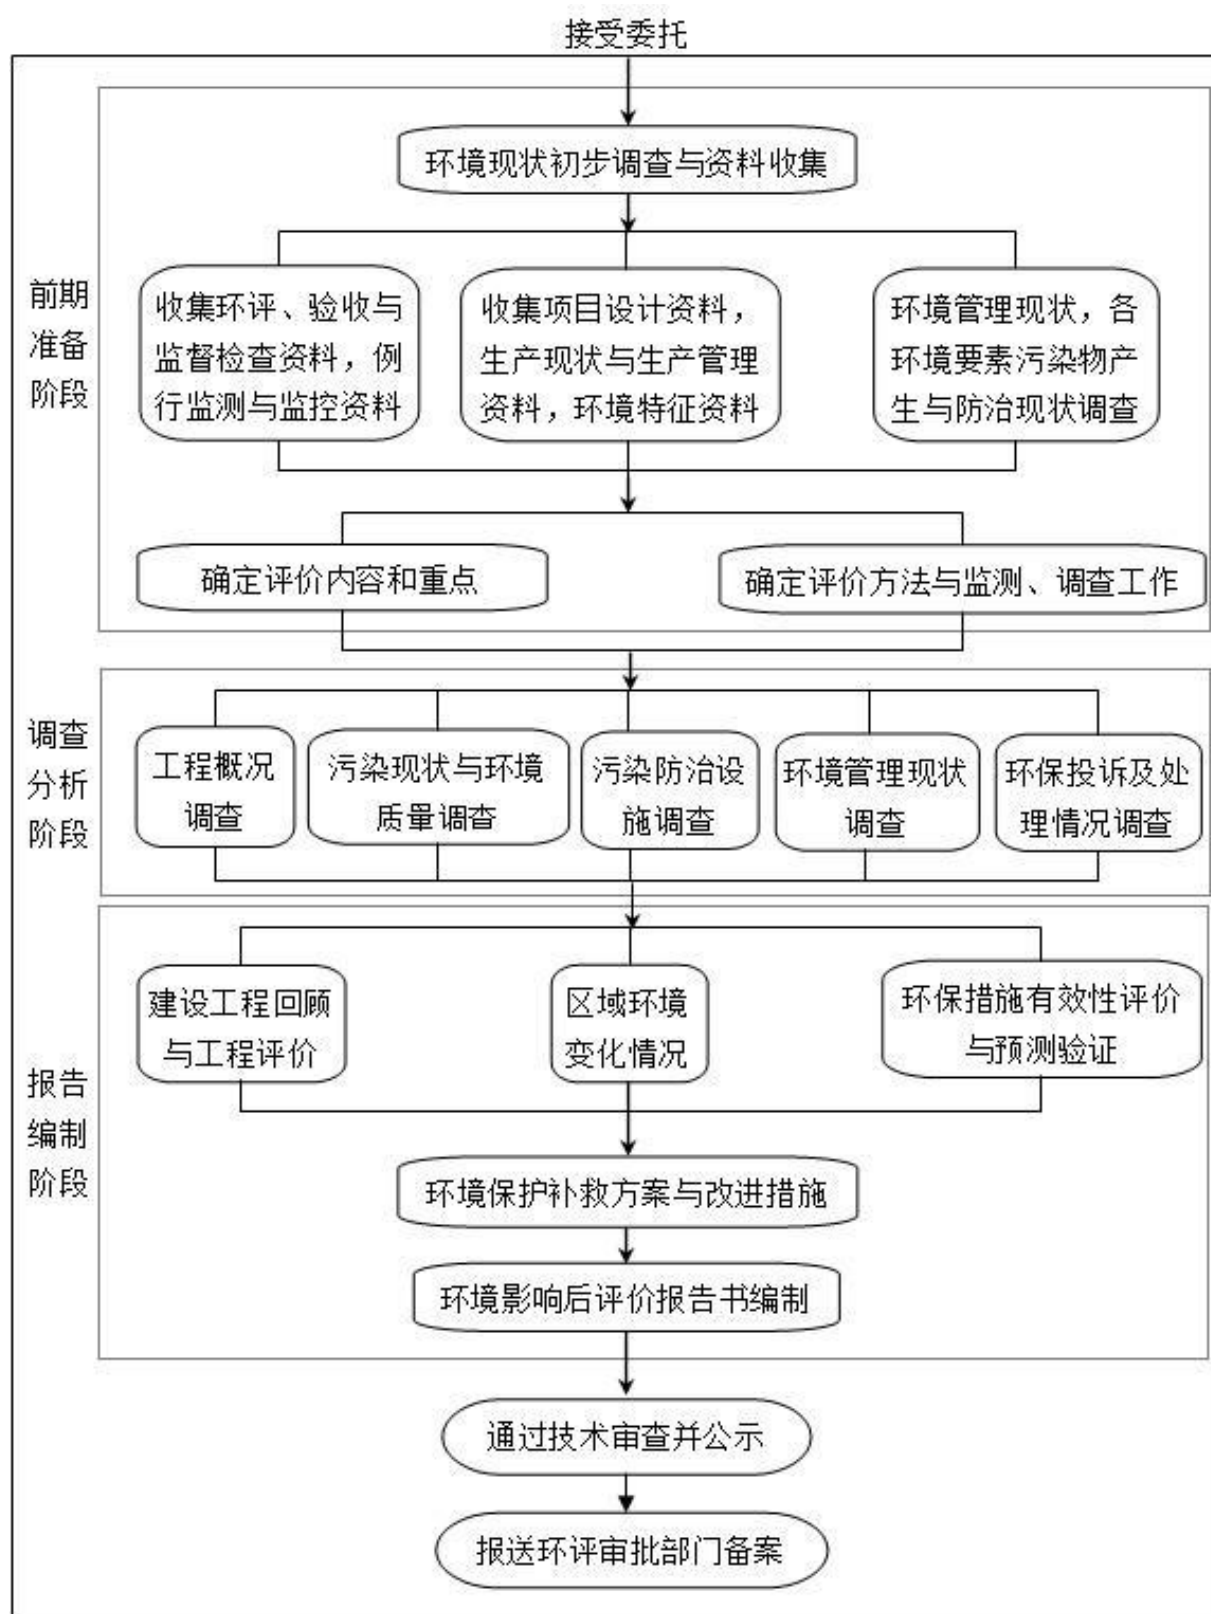 接受委托
环境现状初步调查与资料收集
前期
准备
阶段
收集环评、验收与
监督检查资料，例
行监测与监控资料
收集项目设计资料，
生产现状与生产管理
资料，环境特征资料
环境管理现状，各
环境要素污染物产
生与防治现状调查
确定评价内容和重点
确定评价方法与监测、调查工作
调查
分析
阶段
工程概况
调查
污染现状与环境
质量调查
污染防治设
施调查
环境管理现状
调查
环保投诉及处
理情况调查
报告
编制
阶段
建设工程回顾
与工程评价
区域环境
变化情况
环保措施有效性评价
与预测验证
环境保护补救方案与改进措施
环境影响后评价报告书编制
通过技术审查并公示
报送环评审批部门备案